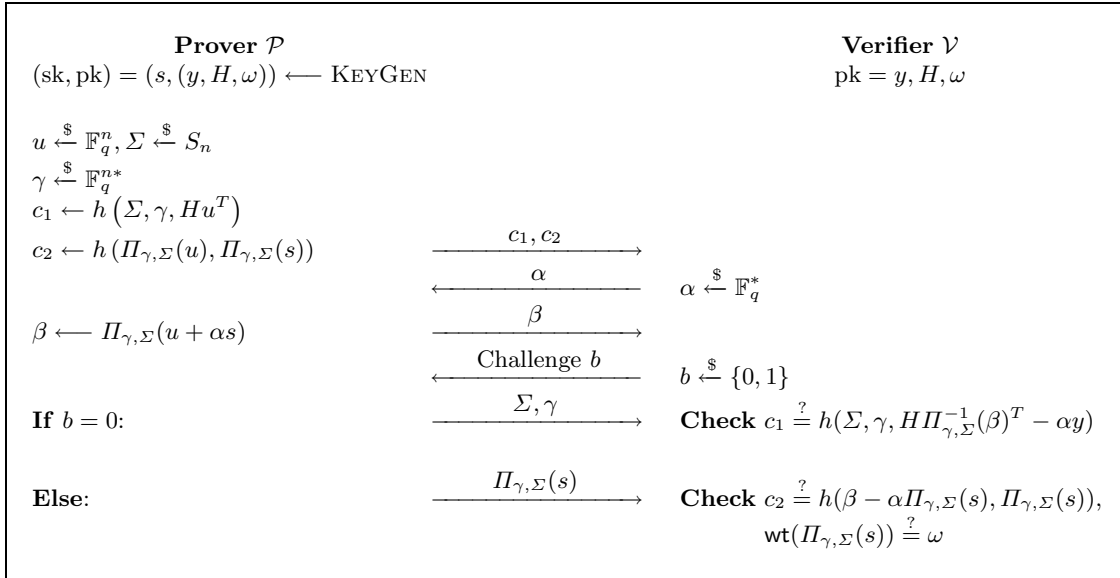 Prover 𝒫 Verifier 𝒱
(sk, pk) = (s, (y, H, ω)) ⟵ KeyGen pk = y, H, ω
u ←$ 𝔽_q^n, Σ ←$ S_n
γ ←$ 𝔽_q^{n*}
c_1 ← h (Σ, γ, Hu^T)
c_2 ← h (Π_{γ,Σ}(u), Π_{γ,Σ}(s)) c_1, c_2
α α ←$ 𝔽_q^*
β ⟵ Π_{γ,Σ}(u + αs) β
Challenge b b ←$ {0, 1}
If b = 0: Σ, γ Check c_1 =? h(Σ, γ, HΠ_{γ,Σ}^{-1}(β)^T − αy)
Else: Π_{γ,Σ}(s) Check c_2 =? h(β − αΠ_{γ,Σ}(s), Π_{γ,Σ}(s)),
wt(Π_{γ,Σ}(s)) =? ω